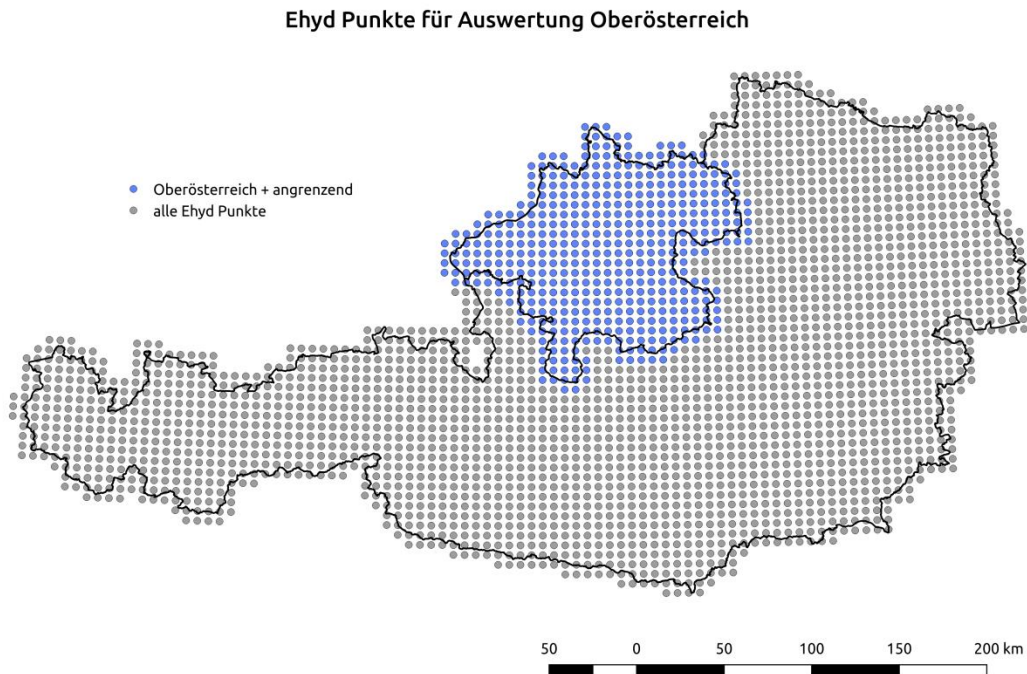 Ehyd Punkte für Auswertung Oberösterreich
Oberösterreich + angrenzend
alle Ehyd Punkte
50 0 50 100 150 200 km